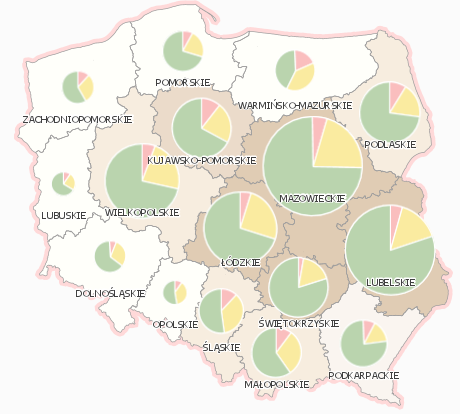 POMORSKIE
WARMIŃSKO-MAZURSKIE
ZACHODNIOPOMORSKIE
PODLASKIE
KUJAWSKO-POMORSKIE
MAZOWIECKIE
LUBUSKIE
WIELKOPOLSKIE
ŁÓDZKIE
LUBELSKIE
DOLNOŚLĄSKIE
OPOLSKIE
ŚWIĘTOKRZYSKIE
ŚLĄSKIE
PODKARPACKIE
MAŁOPOLSKIE